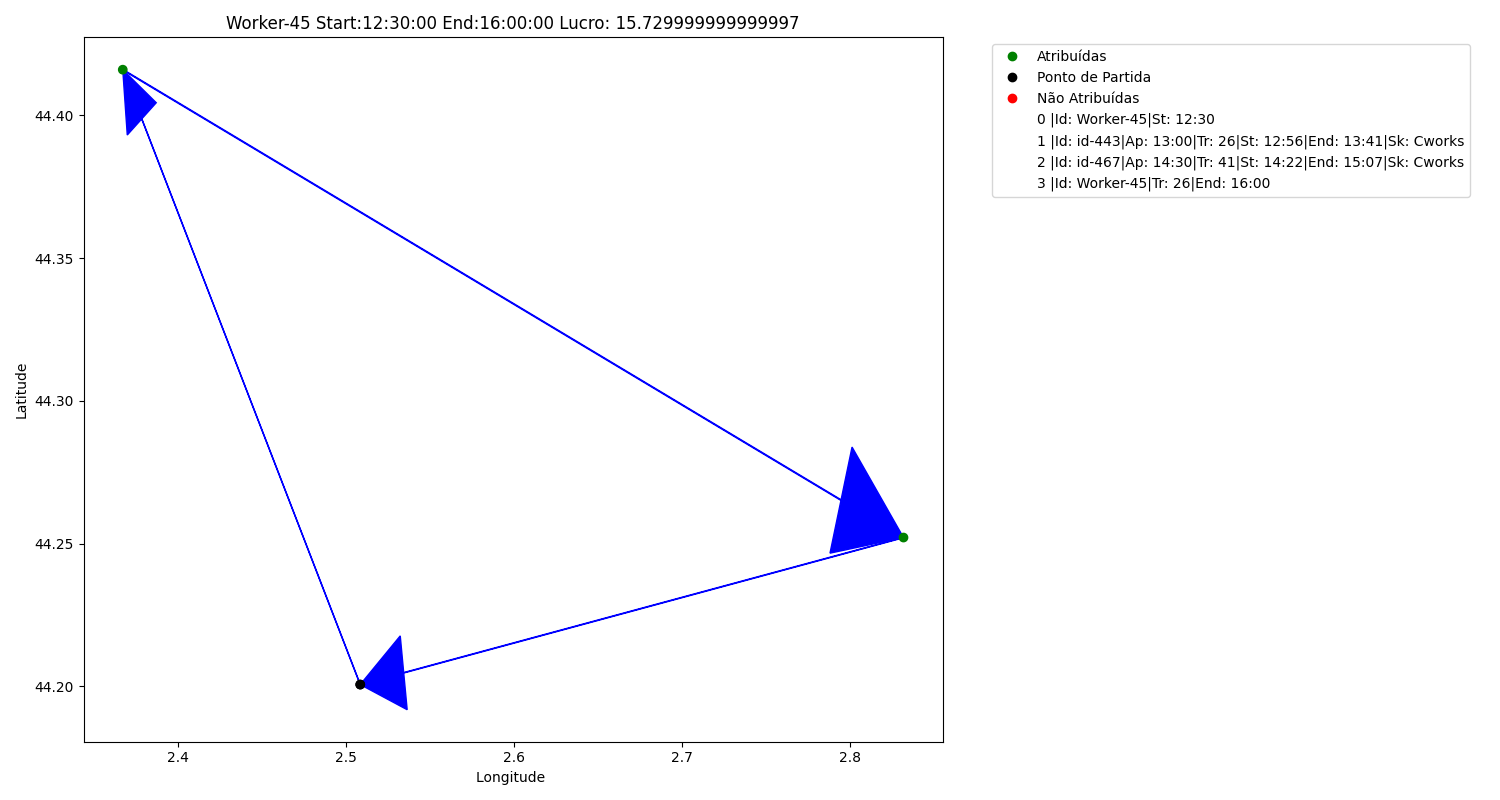 Worker-45 Start:12:30:00 End:16:00:00 Lucro: 15.729999999999997
Atribuídas
Ponto de Partida
Não Atribuídas
0 |Id: Worker-45|St: 12:30
1 |Id: id-443|Ap: 13:00|Tr: 26|St: 12:56|End: 13:41|Sk: Cworks
2 |Id: id-467|Ap: 14:30|Tr: 41|St: 14:22|End: 15:07|Sk: Cworks
3 |Id: Worker-45|Tr: 26|End: 16:00
44.40
44.35
44.30
44.25
44.20
Latitude
2.4
2.5
2.6
2.7
2.8
Longitude